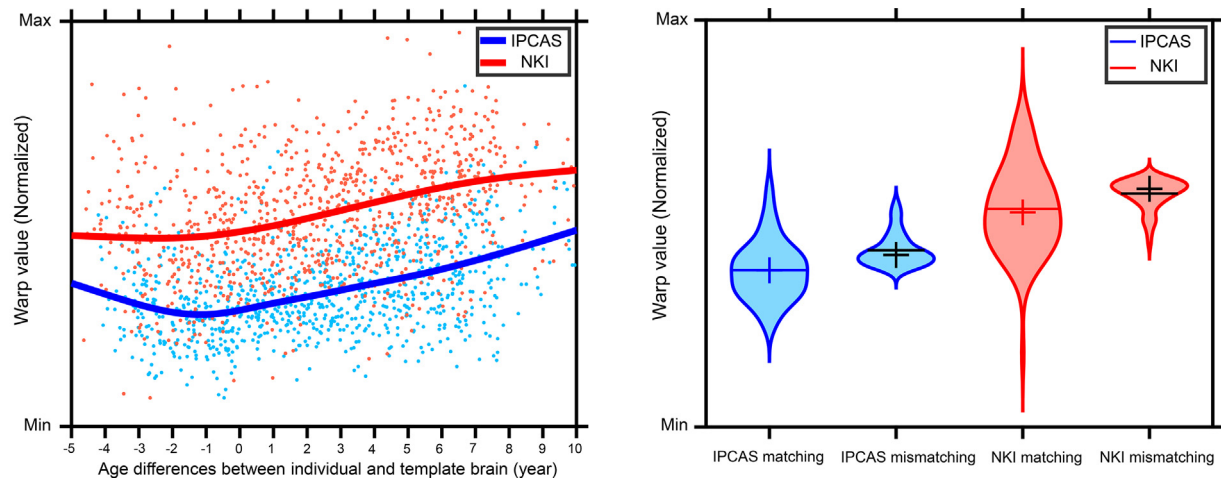 Max
Warp value (Normalized)
Min
IPCAS
NKI
-5 -4 -3 -2 -1 0 1 2 3 4 5 6 7 8 9 10
Age differences between individual and template brain (year)
Max
Warp value (Normalized)
Min
IPCAS
NKI
IPCAS matching IPCAS mismatching NKI matching NKI mismatching